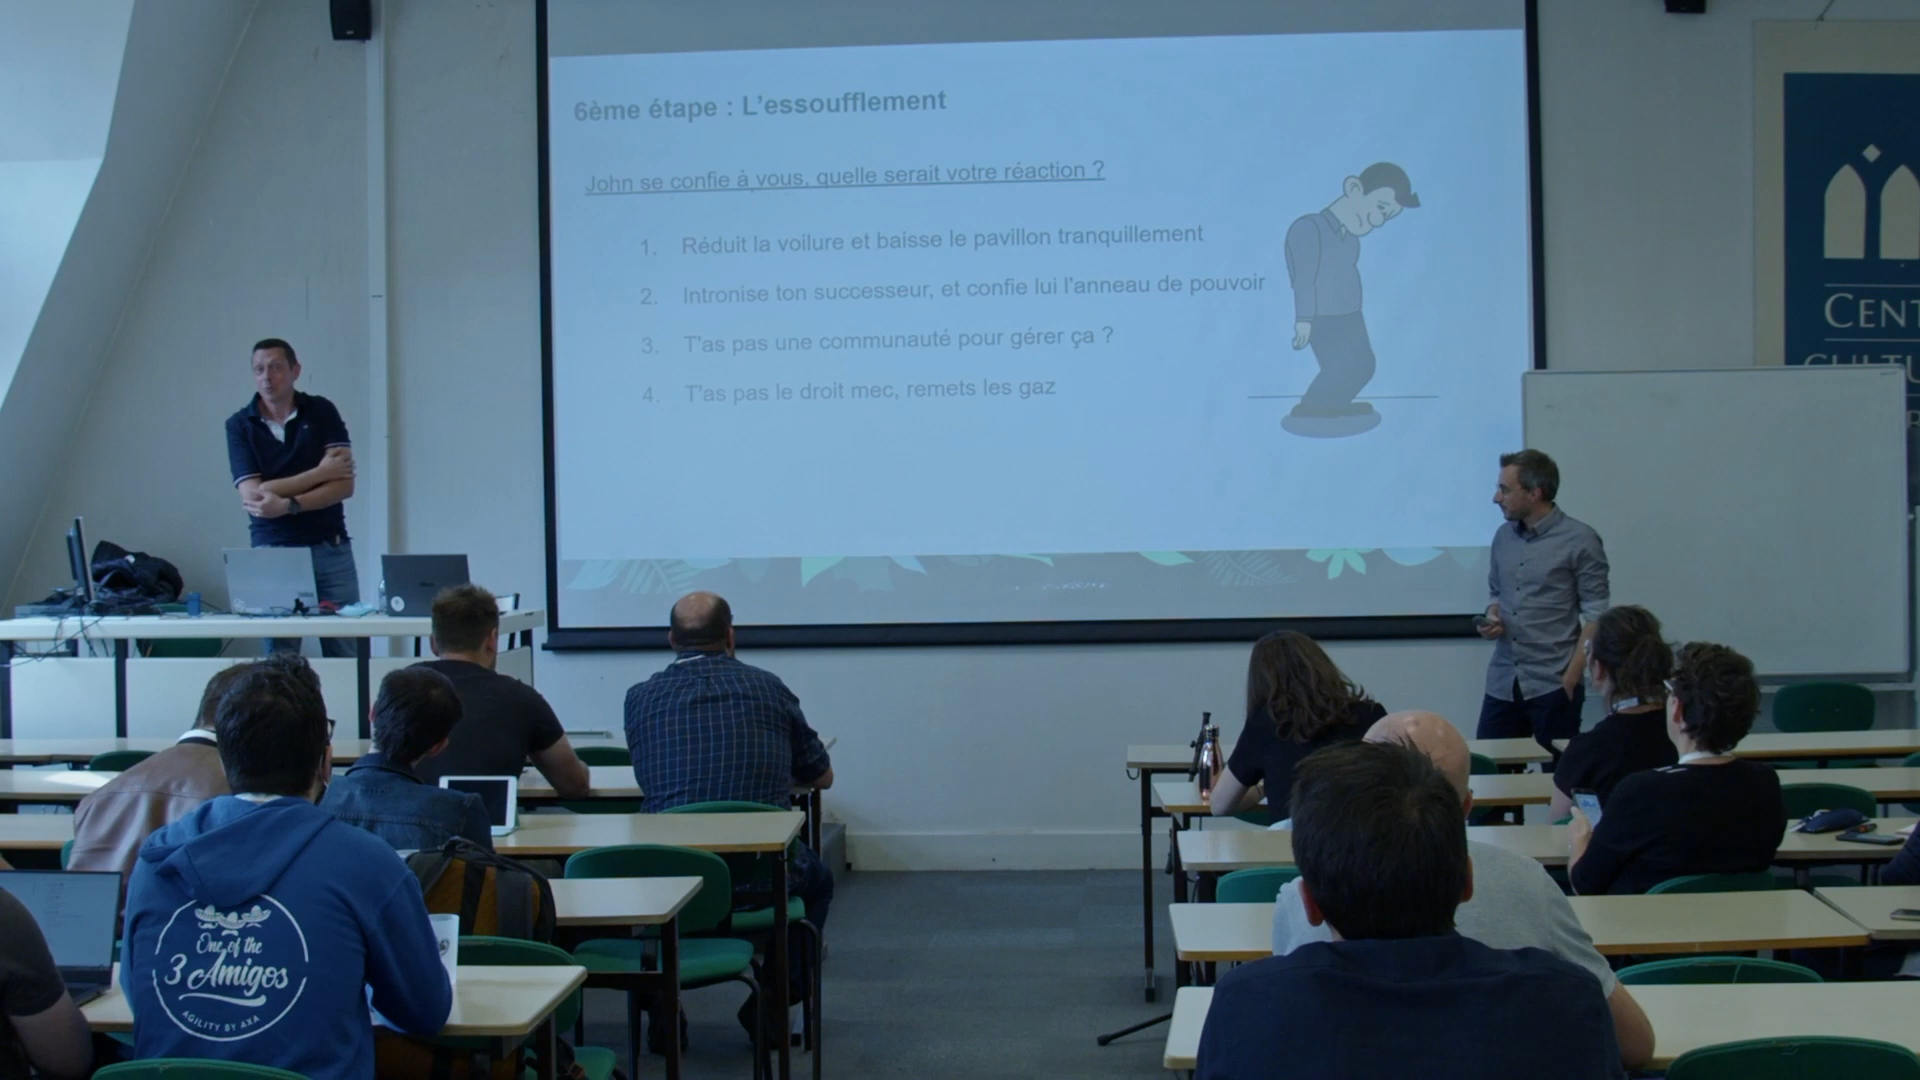 6ème étape : L'essoufflement
John se confie à vous, quelle serait votre réaction ?
1. Réduit la voilure et baisse le pavillon tranquillement
2. Intronise ton successeur, et confie lui l'anneau de pouvoir
3. T'as pas une communauté pour gérer ça ?
4. T'as pas le droit mec, remets les gaz
CENT
CULTU
One of the
3 Amigos
AGILITY BY AXA